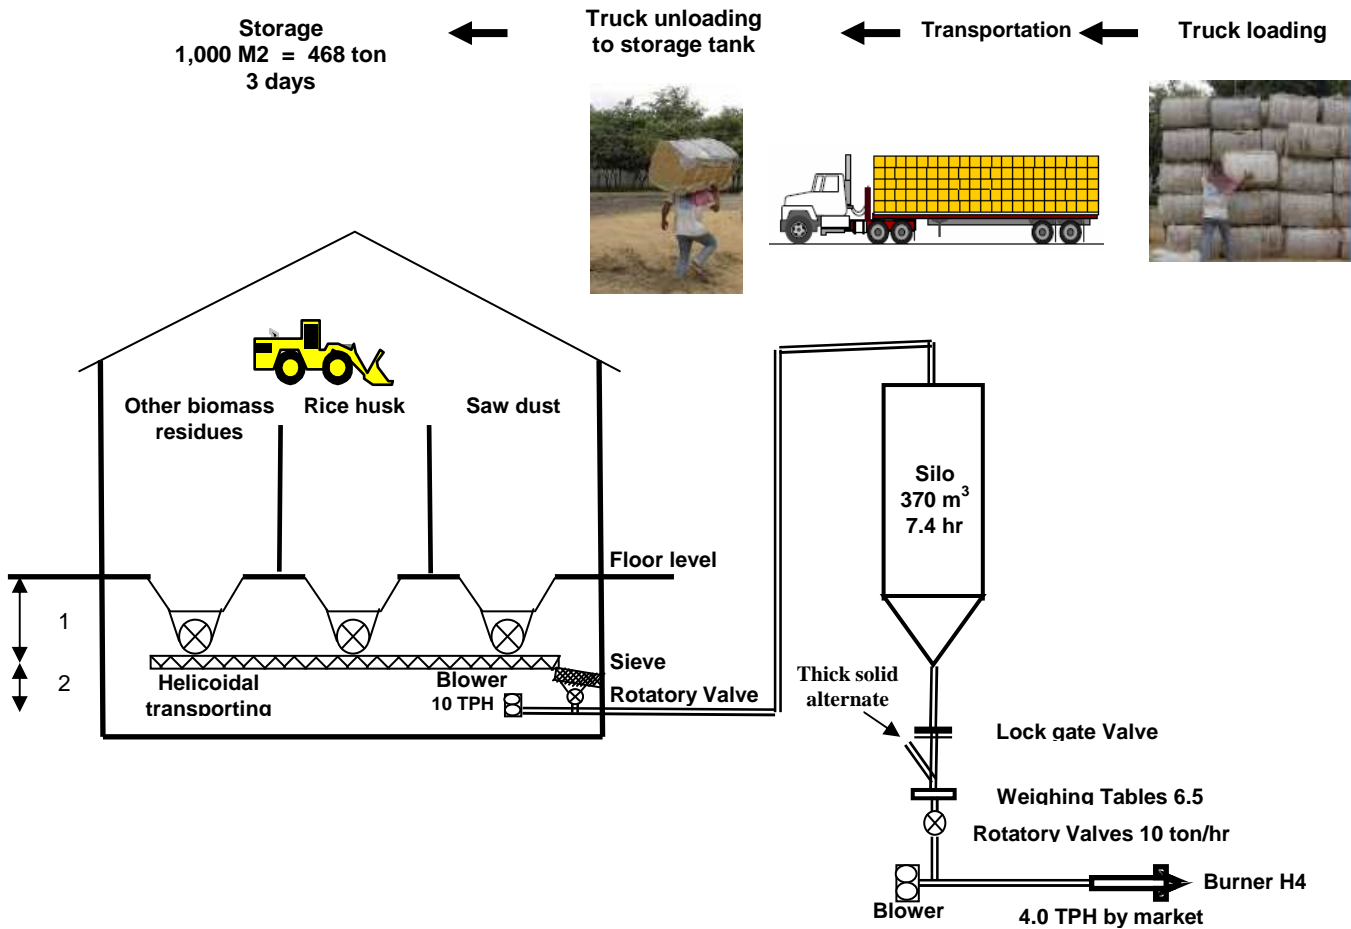 Storage
1,000 M2 = 468 ton
3 days
Truck unloading
to storage tank
Transportation
Truck loading
Other biomass
residues
Rice husk
Saw dust
Silo
370 m³
7.4 hr
Floor level
1
2
Sieve
Helicoidal
transporting
Blower
10 TPH
Rotatory Valve
Thick solid
alternate
Lock gate Valve
Weighing Tables 6.5
Rotatory Valves 10 ton/hr
Burner H4
Blower
4.0 TPH by market